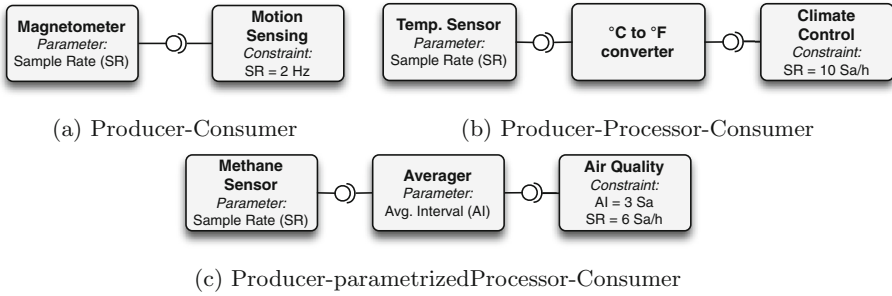 Magnetometer
Parameter:
Sample Rate (SR)
Motion
Sensing
Constraint:
SR = 2 Hz
Temp. Sensor
Parameter:
Sample Rate (SR)
°C to °F
converter
Climate
Control
Constraint:
SR = 10 Sa/h
(a) Producer-Consumer
(b) Producer-Processor-Consumer
Methane
Sensor
Parameter:
Sample Rate (SR)
Averager
Parameter:
Avg. Interval (AI)
Air Quality
Constraint:
AI = 3 Sa
SR = 6 Sa/h
(c) Producer-parametrizedProcessor-Consumer